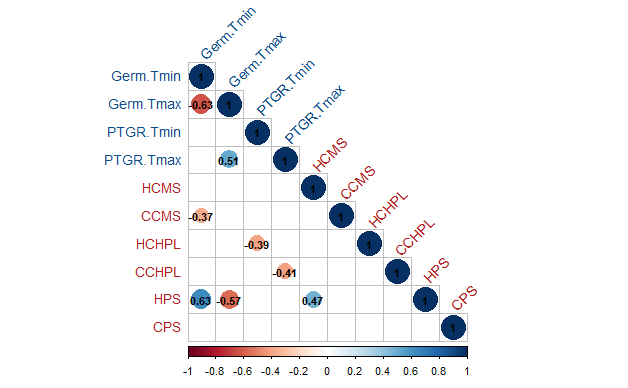 Germ.Tmin
Germ.Tmax
PTGR.Tmin
PTGR.Tmax
HCMS
CCMS
HCHPL
CCHPL
HPS
CPS
Germ.Tmin 1
Germ.Tmax -0.63 1
PTGR.Tmin 1
PTGR.Tmax 0.51 1
HCMS 1
CCMS -0.37 1
HCHPL -0.39 1
CCHPL -0.41 1
HPS 0.63 -0.57 0.47 1
CPS 1
-1 -0.8 -0.6 -0.4 -0.2 0 0.2 0.4 0.6 0.8 1